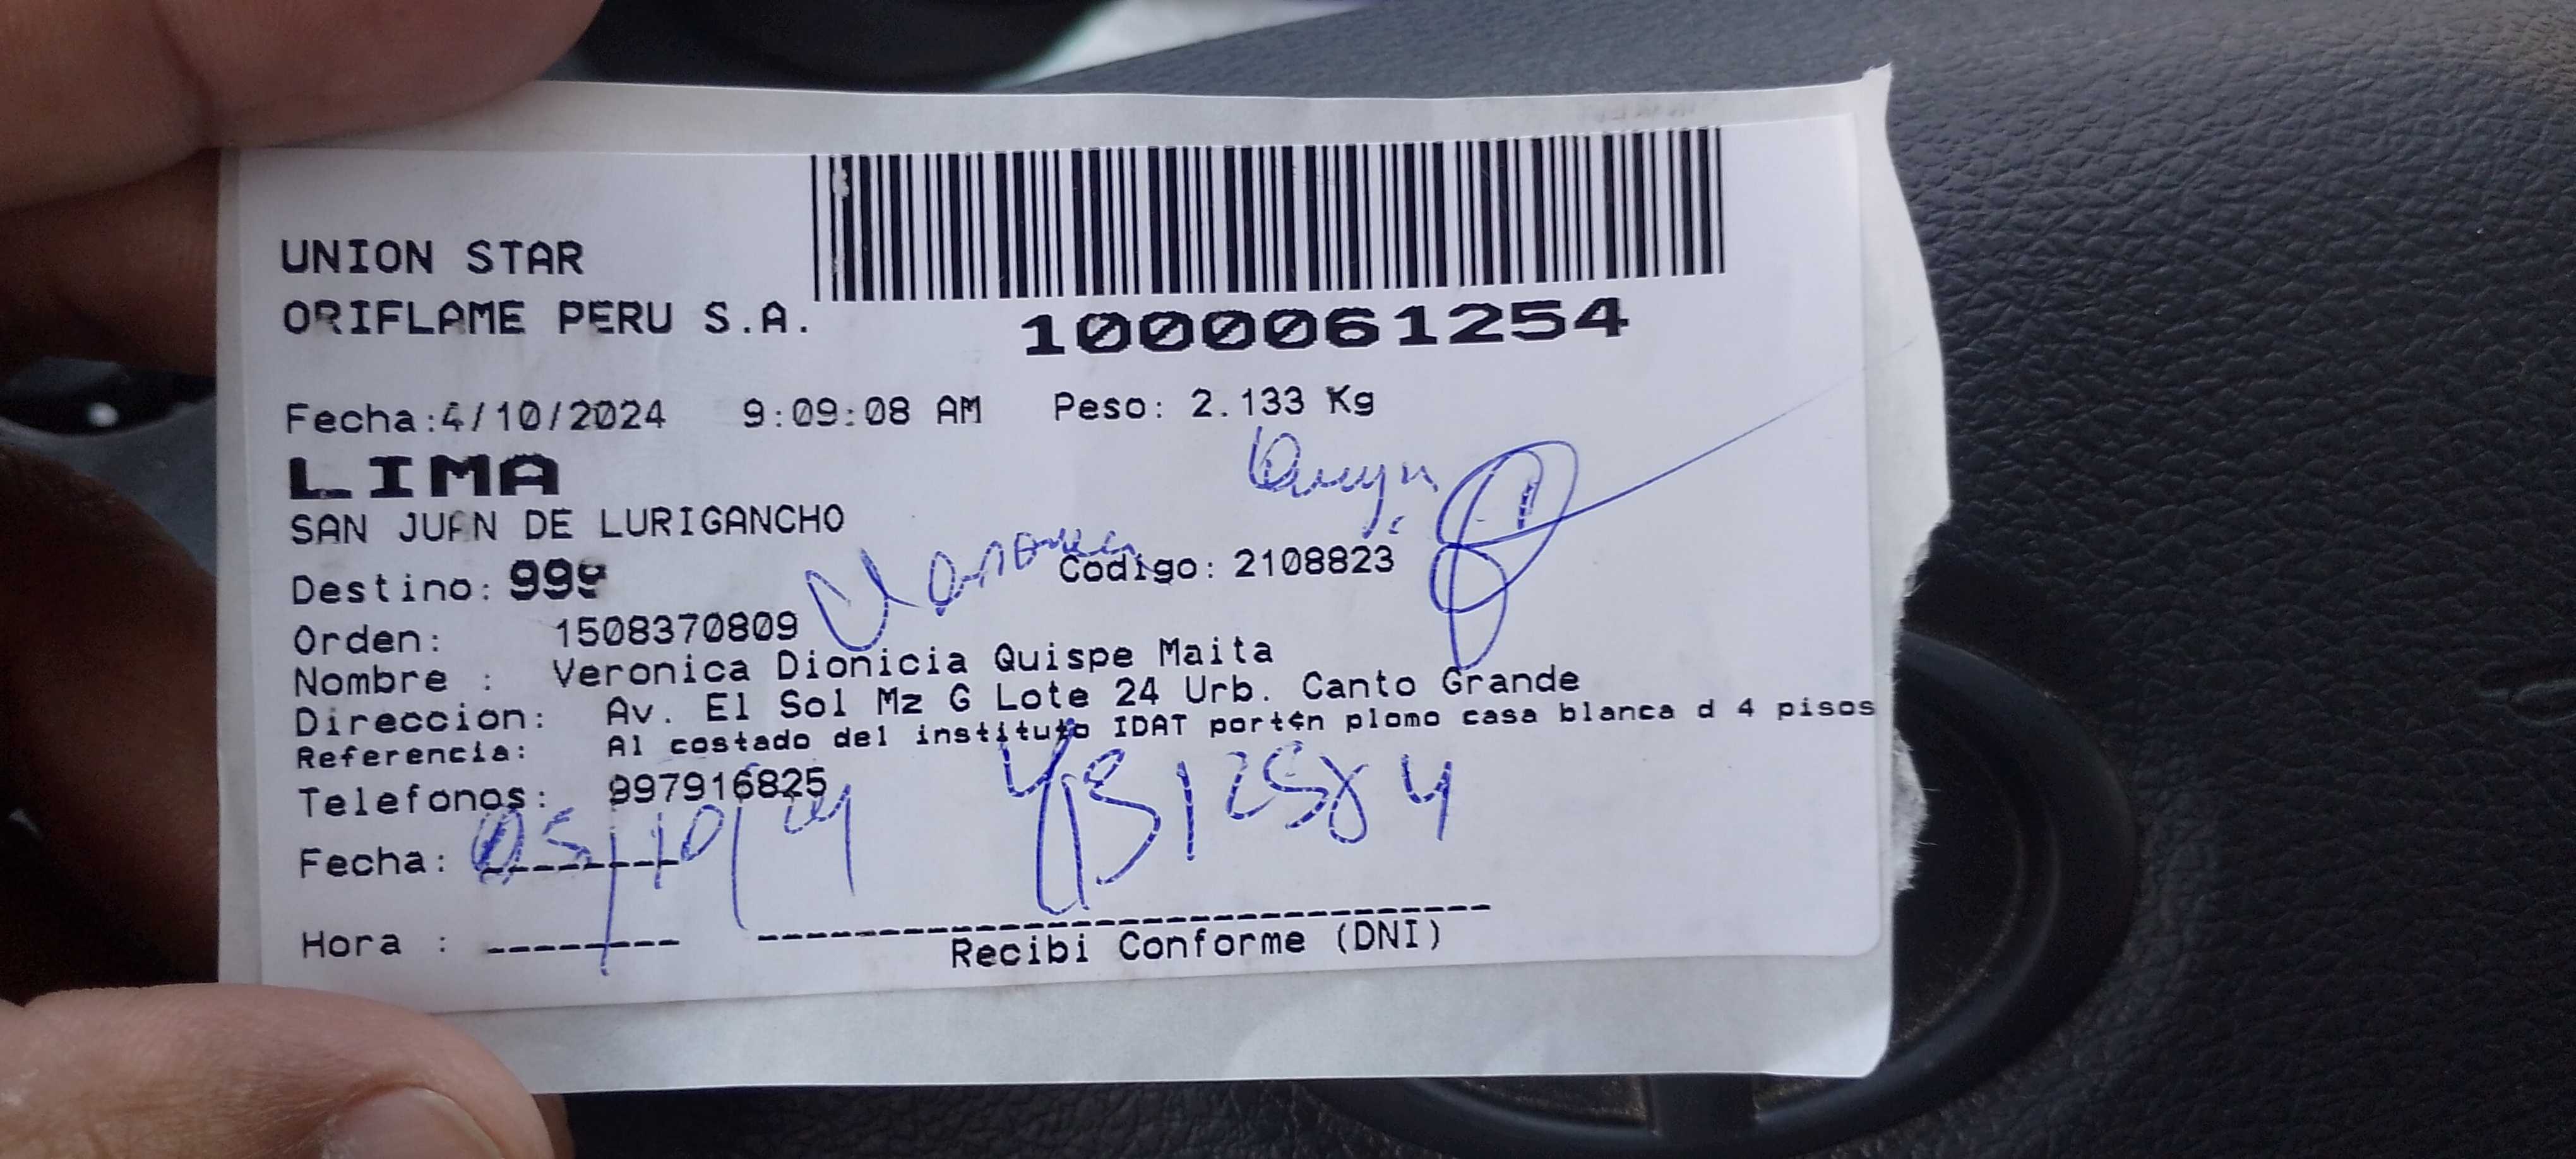 UNION STAR
ORIFLAME PERU S.A.
1000061254
Fecha:4/10/2024 9:09:08 AM Peso: 2.133 Kg
LIMA
SAN JUAN DE LURIGANCHO
Destino: 999
Codigo: 2108823
Orden: 1508370809
Nombre : Veronica Dionicia Quispe Maita
Direccion: Av. El Sol Mz G Lote 24 Urb. Canto Grande
Referencia: Al costado del instituto IDAT portón plomo casa blanca d 4 pisos
Telefonos: 997916825
Fecha: 05/10/24
Hora :
Recibi Conforme (DNI)